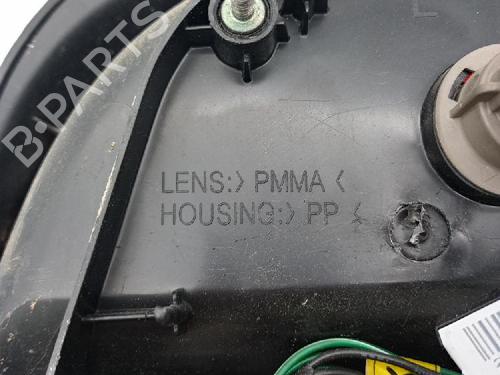 B-PARTS
L
LENS:> PMMA <
HOUSING:> PP <